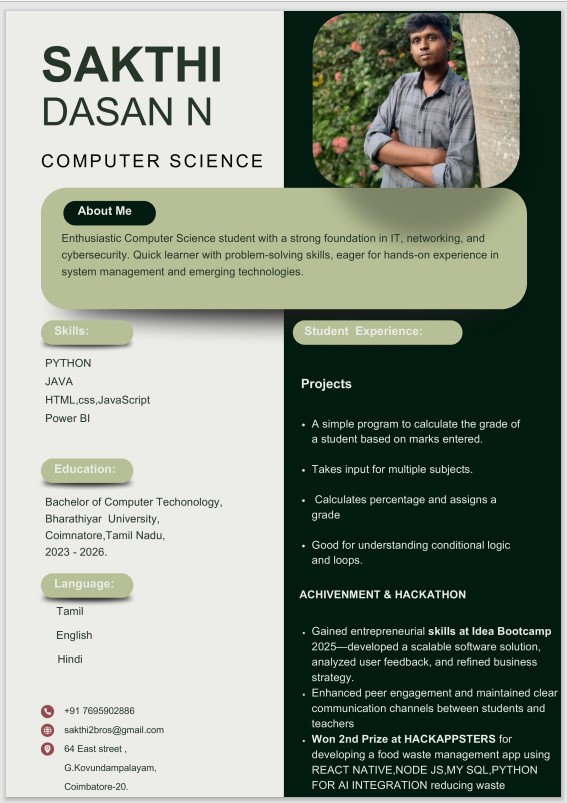 SAKTHI
DASAN N
COMPUTER SCIENCE
About Me
Enthusiastic Computer Science student with a strong foundation in IT, networking, and
cybersecurity. Quick learner with problem-solving skills, eager for hands-on experience in
system management and emerging technologies.
Skills:
PYTHON
JAVA
HTML,css,JavaScript
Power BI
Education:
Bachelor of Computer Techonology,
Bharathiyar University,
Coimnatore,Tamil Nadu,
2023 - 2026.
Language:
Tamil
English
Hindi
+91 7695902886
sakthi2bros@gmail.com
64 East street ,
G.Kovundampalayam,
Coimbatore-20.
Student Experience:
Projects
• A simple program to calculate the grade of
a student based on marks entered.
• Takes input for multiple subjects.
• Calculates percentage and assigns a
grade
• Good for understanding conditional logic
and loops.
ACHIVENMENT & HACKATHON
• Gained entrepreneurial skills at Idea Bootcamp
2025—developed a scalable software solution,
analyzed user feedback, and refined business
strategy.
• Enhanced peer engagement and maintained clear
communication channels between students and
teachers
• Won 2nd Prize at HACKAPPSTERS for
developing a food waste management app using
REACT NATIVE,NODE JS,MY SQL,PYTHON
FOR AI INTEGRATION reducing waste